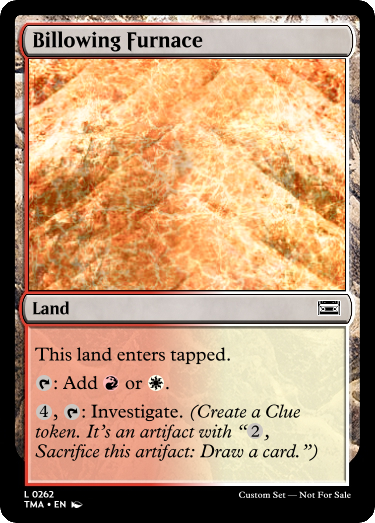 Billowing Furnace
Land
This land enters tapped.
: Add or .
4, : Investigate. (Create a Clue
token. It's an artifact with “2,
Sacrifice this artifact: Draw a card.”)
L 0262
TMA • EN
Custom Set — Not For Sale